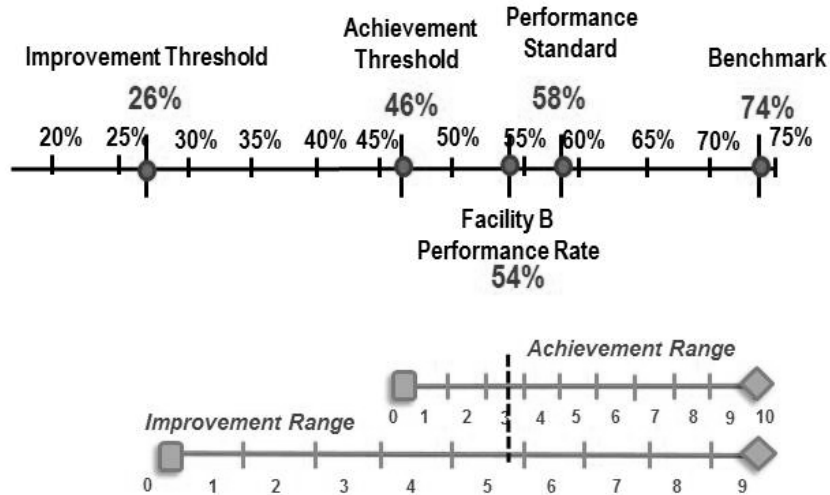 Improvement Threshold
26%
Achievement
Threshold
46%
Performance
Standard
58%
Benchmark
74%
20% 25% 30% 35% 40% 45% 50% 55% 60% 65% 70% 75%
Facility B
Performance Rate
54%
Achievement Range
0 1 2 3 4 5 6 7 8 9 10
Improvement Range
0 1 2 3 4 5 6 7 8 9